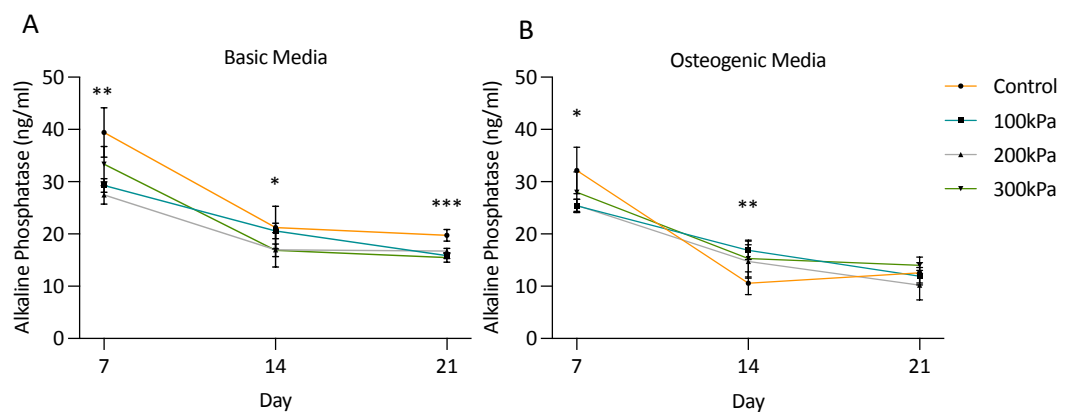 A
Basic Media
Alkaline Phosphatase (ng/ml)
50
40
30
20
10
0
**
*
***
7
14
21
Day
B
Osteogenic Media
Alkaline Phosphatase (ng/ml)
50
40
30
20
10
0
*
**
7
14
21
Day
Control
100kPa
200kPa
300kPa